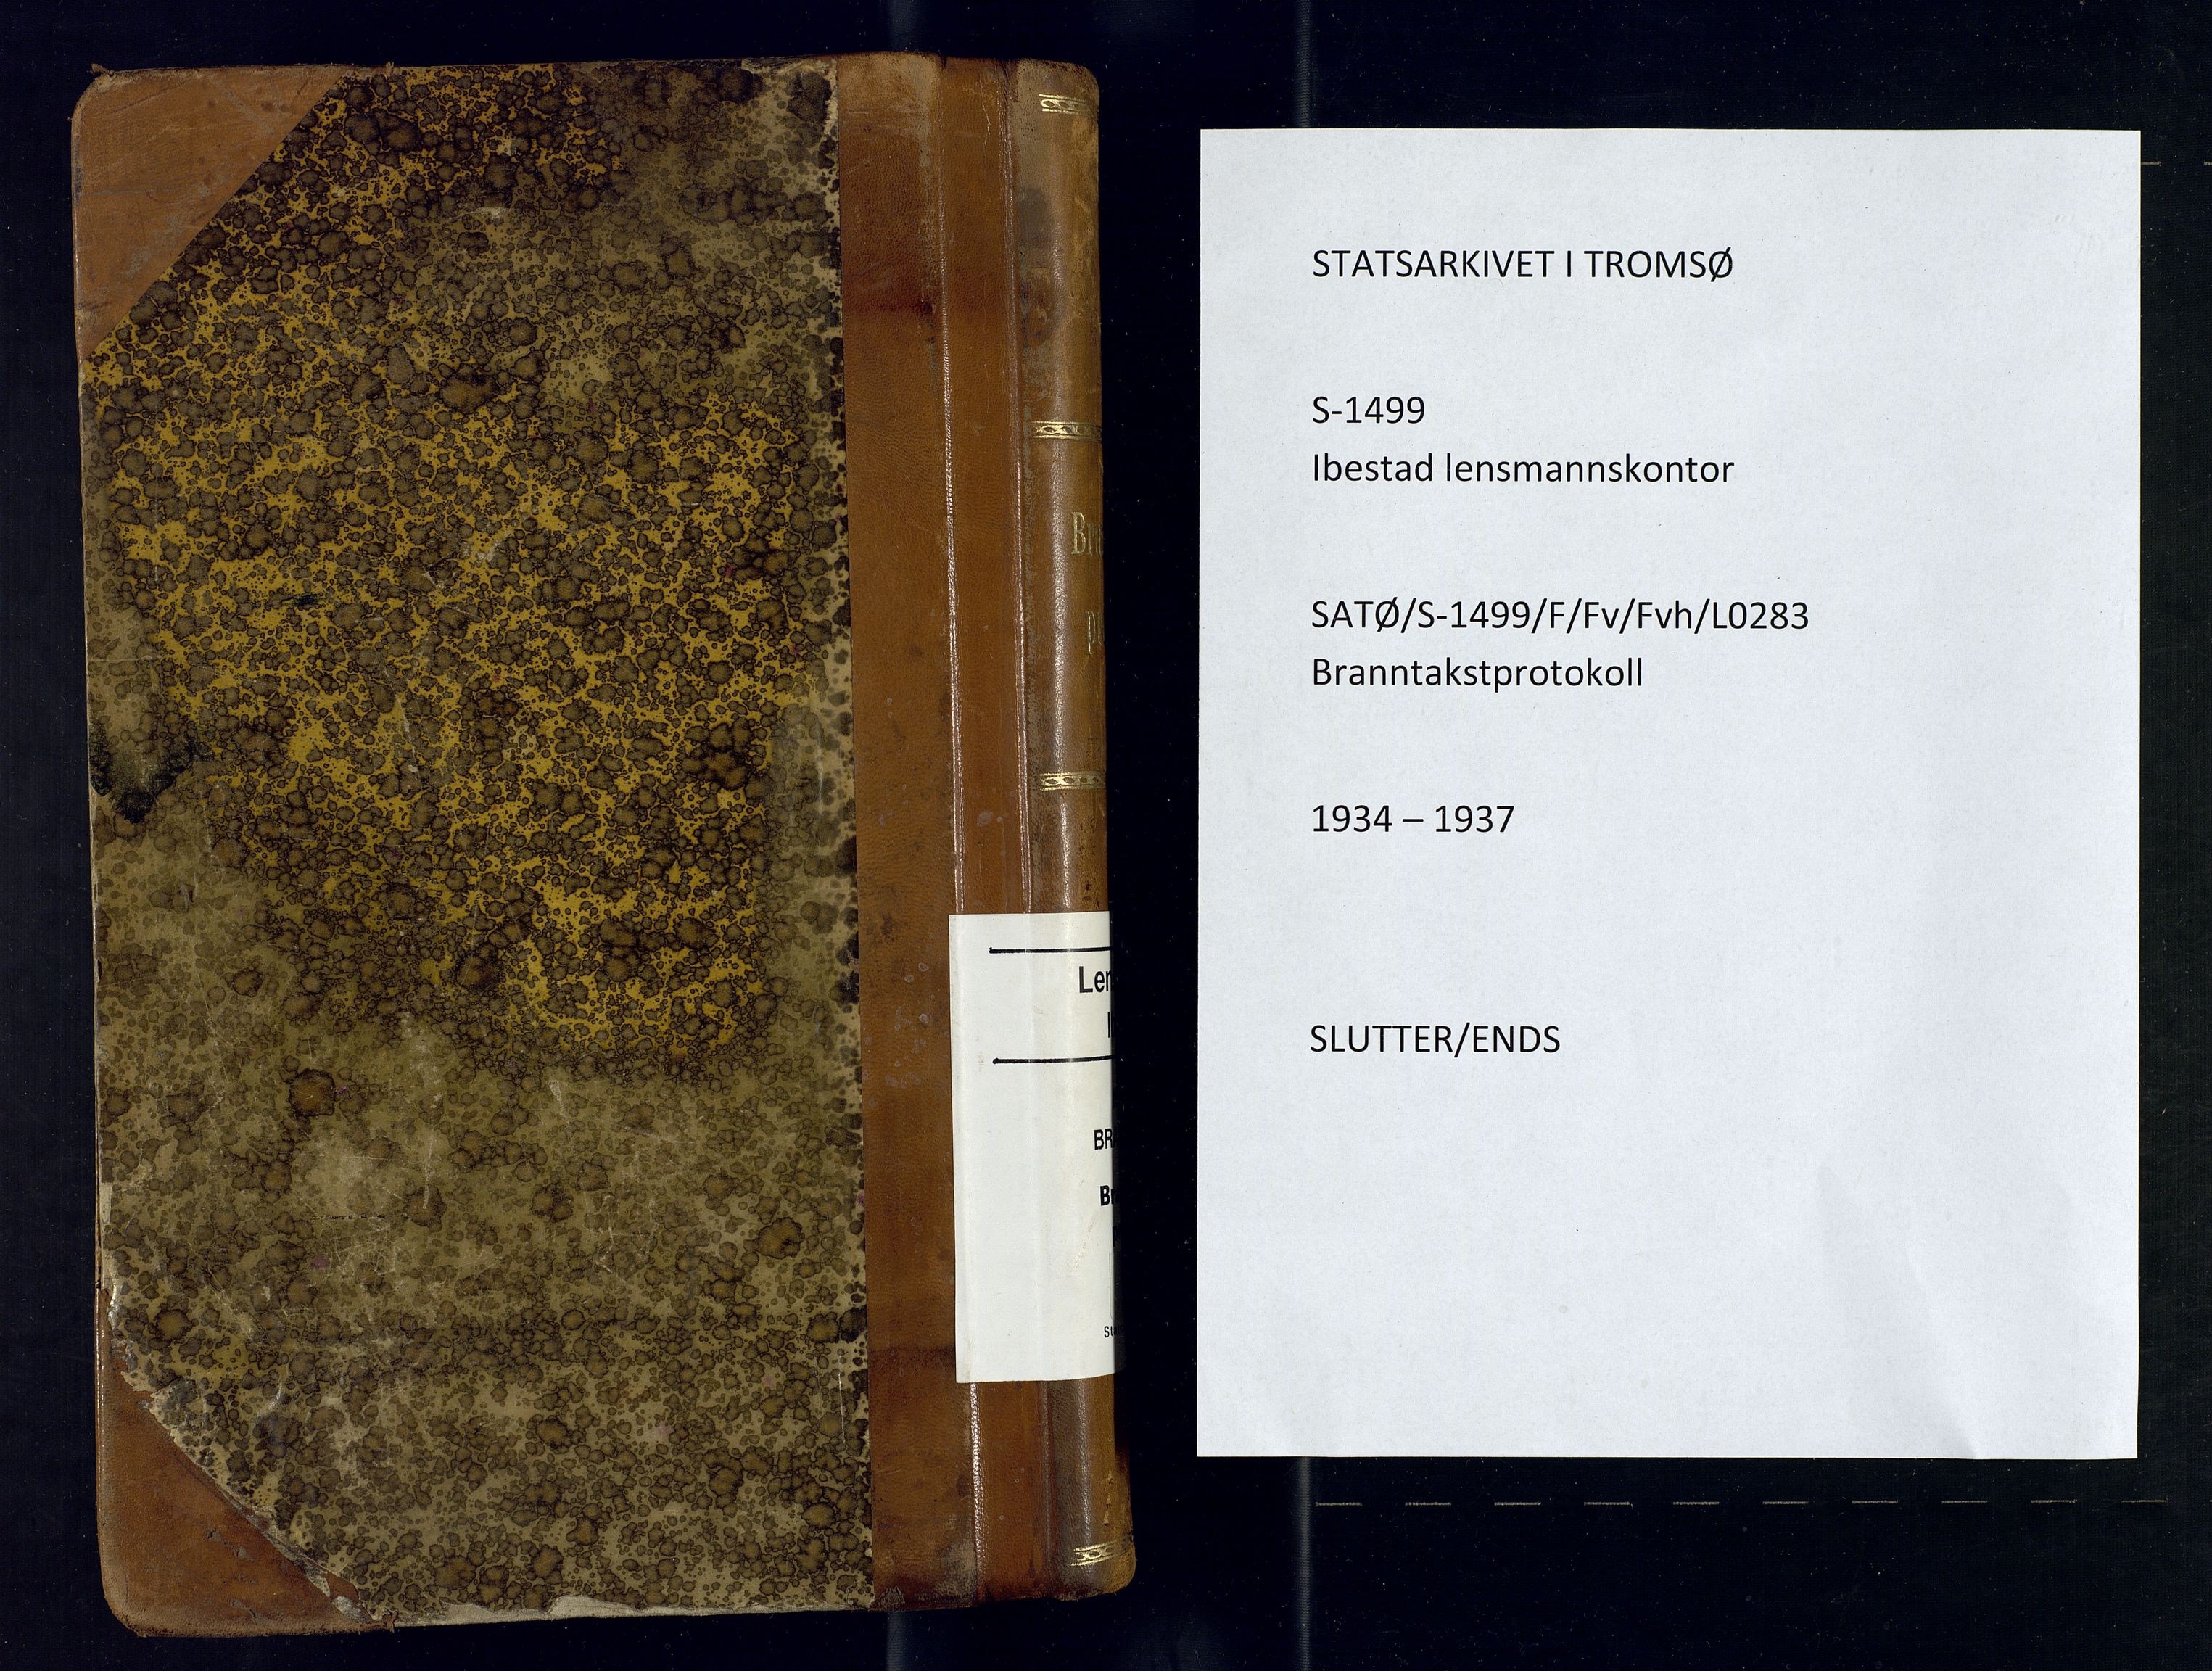 STATSARKIVET I TROMSØ
S-1499
Ibestad lensmannskontor
SATØ/S-1499/F/Fv/Fvh/L0283
Branntakstprotokoll
1934 – 1937
SLUTTER/ENDS